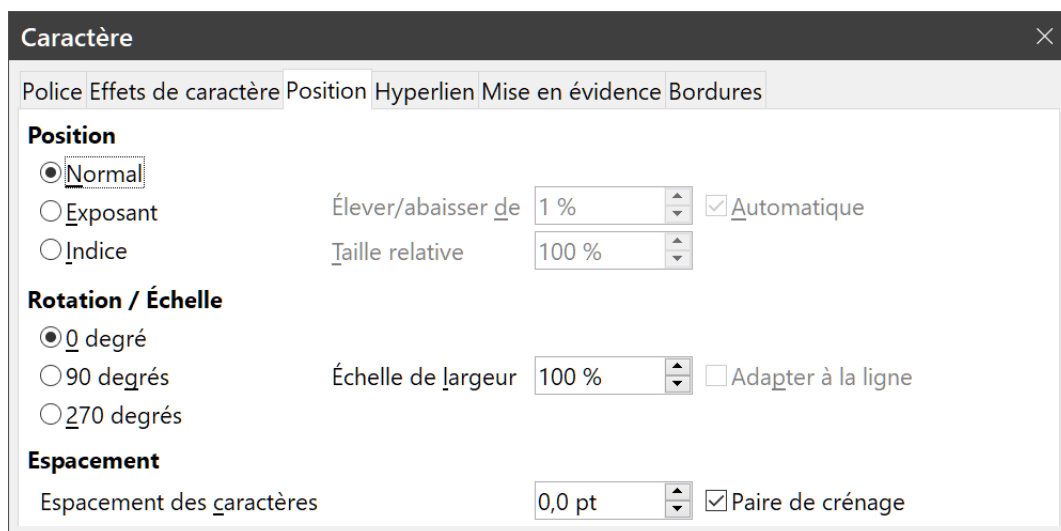 Caractère
Police Effets de caractère Position Hyperlien Mise en évidence Bordures
Position
Normal
Exposant Élever/abaisser de 1 % Automatique
Indice Taille relative 100 %
Rotation / Échelle
0 degré
90 degrés Échelle de largeur 100 % Adapter à la ligne
270 degrés
Espacement
Espacement des caractères 0,0 pt Paire de crénage